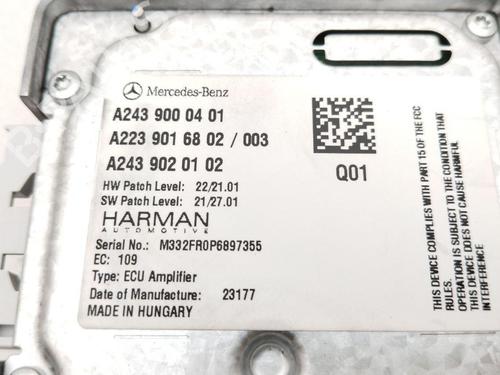 Mercedes-Benz
A243 900 04 01
A223 901 68 02 / 003
A243 902 01 02
HW Patch Level: 22/21.01
SW Patch Level: 21/27.01
HARMAN
AUTOMOTIVE
Serial No.: M332FR0P6897355
EC: 109
Type: ECU Amplifier
Date of Manufacture: 23177
MADE IN HUNGARY
Q01
THIS DEVICE COMPLIES WITH PART 15 OF THE FCC
RULES.
OPERATION IS SUBJECT TO THE CONDITION THAT
THIS DEVICE DOES NOT CAUSE HARMFUL
INTERFERENCE